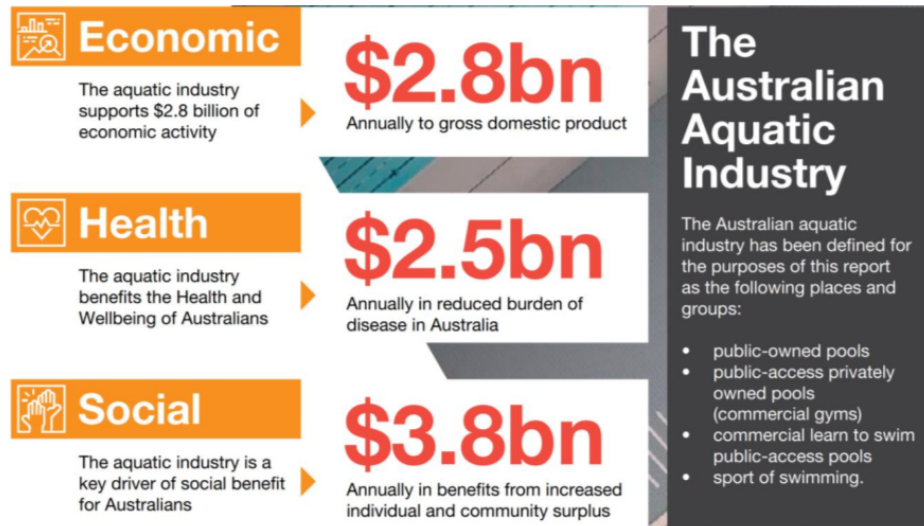 Economic
The aquatic industry
supports $2.8 billion of
economic activity
$2.8bn
Annually to gross domestic product
Health
The aquatic industry
benefits the Health and
Wellbeing of Australians
$2.5bn
Annually in reduced burden of
disease in Australia
Social
The aquatic industry is a
key driver of social benefit
for Australians
$3.8bn
Annually in benefits from increased
individual and community surplus
The
Australian
Aquatic
Industry
The Australian aquatic
industry has been defined for
the purposes of this report
as the following places and
groups:
• public-owned pools
• public-access privately
owned pools
(commercial gyms)
• commercial learn to swim
public-access pools
• sport of swimming.